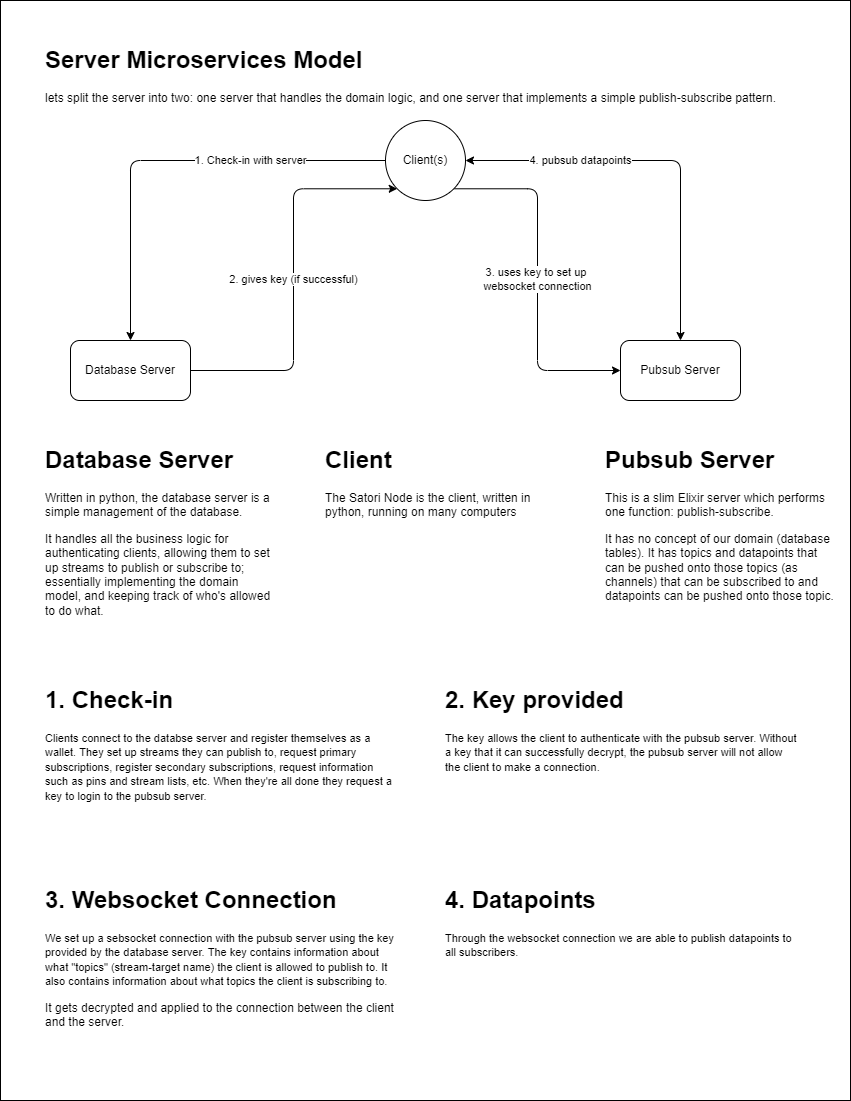 Server Microservices Model
lets split the server into two: one server that handles the domain logic, and one server that implements a simple publish-subscribe pattern.
1. Check-in with server
Client(s)
4. pubsub datapoints
2. gives key (if successful)
3. uses key to set up
websocket connection
Database Server
Pubsub Server
Database Server
Written in python, the database server is a
simple management of the database.
It handles all the business logic for
authenticating clients, allowing them to set
up streams to publish or subscribe to;
essentially implementing the domain
model, and keeping track of who's allowed
to do what.
Client
The Satori Node is the client, written in
python, running on many computers
Pubsub Server
This is a slim Elixir server which performs
one function: publish-subscribe.
It has no concept of our domain (database
tables). It has topics and datapoints that
can be pushed onto those topics (as
channels) that can be subscribed to and
datapoints can be pushed onto those topic.
1. Check-in
Clients connect to the databse server and register themselves as a
wallet. They set up streams they can publish to, request primary
subscriptions, register secondary subscriptions, request information
such as pins and stream lists, etc. When they're all done they request a
key to login to the pubsub server.
2. Key provided
The key allows the client to authenticate with the pubsub server. Without
a key that it can successfully decrypt, the pubsub server will not allow
the client to make a connection.
3. Websocket Connection
We set up a sebsocket connection with the pubsub server using the key
provided by the database server. The key contains information about
what "topics" (stream-target name) the client is allowed to publish to. It
also contains information about what topics the client is subscribing to.
It gets decrypted and applied to the connection between the client
and the server.
4. Datapoints
Through the websocket connection we are able to publish datapoints to
all subscribers.